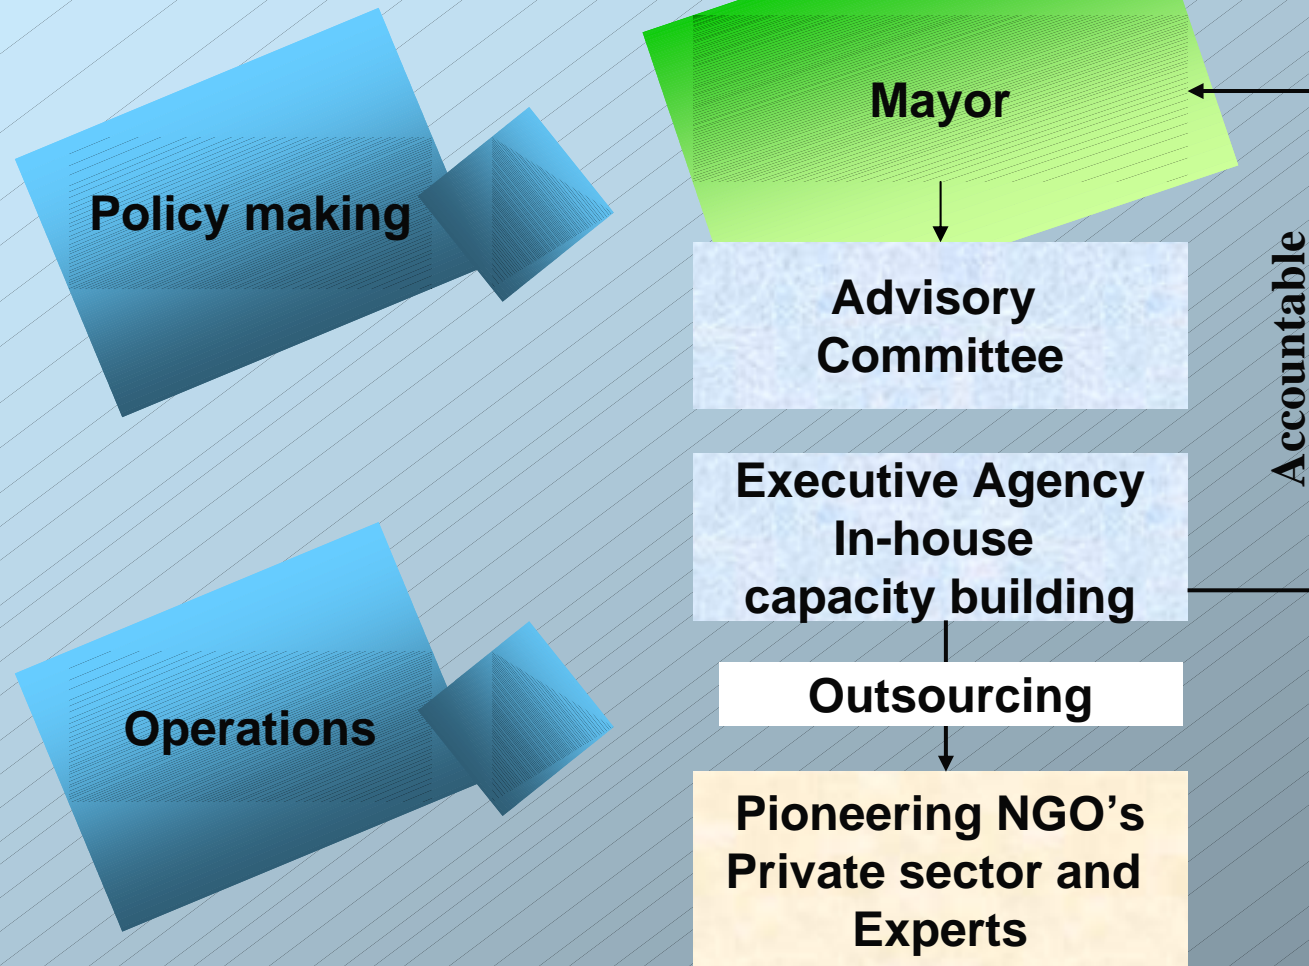 Policy making
Mayor
Advisory
Committee
Accountable
Executive Agency
In-house
capacity building
Operations
Outsourcing
Pioneering NGO’s
Private sector and
Experts